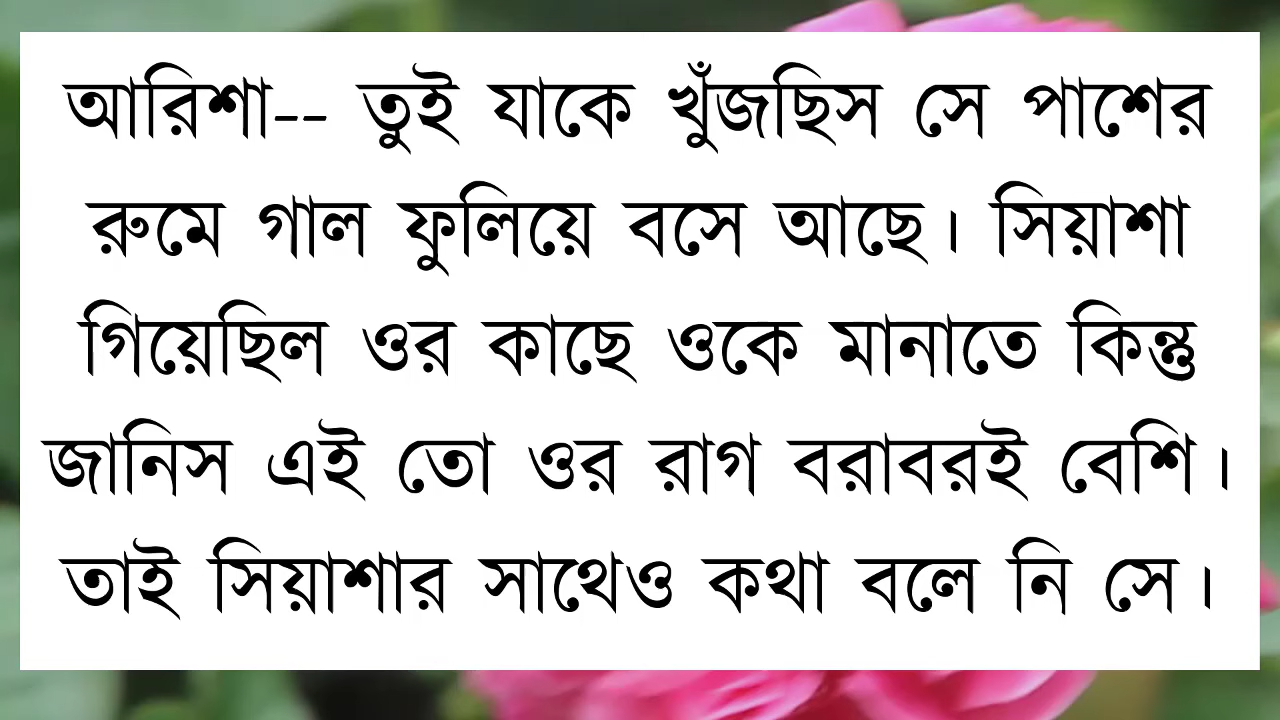 আরিশা-- তুই যাকে খুঁজছিস সে পাশের
রুমে গাল ফুলিয়ে বসে আছে। সিয়াশা
গিয়েছিল ওর কাছে ওকে মানাতে কিন্তু
জানিস এই তো ওর রাগ বরাবরই বেশি।
তাই সিয়াশার সাথেও কথা বলে নি সে।